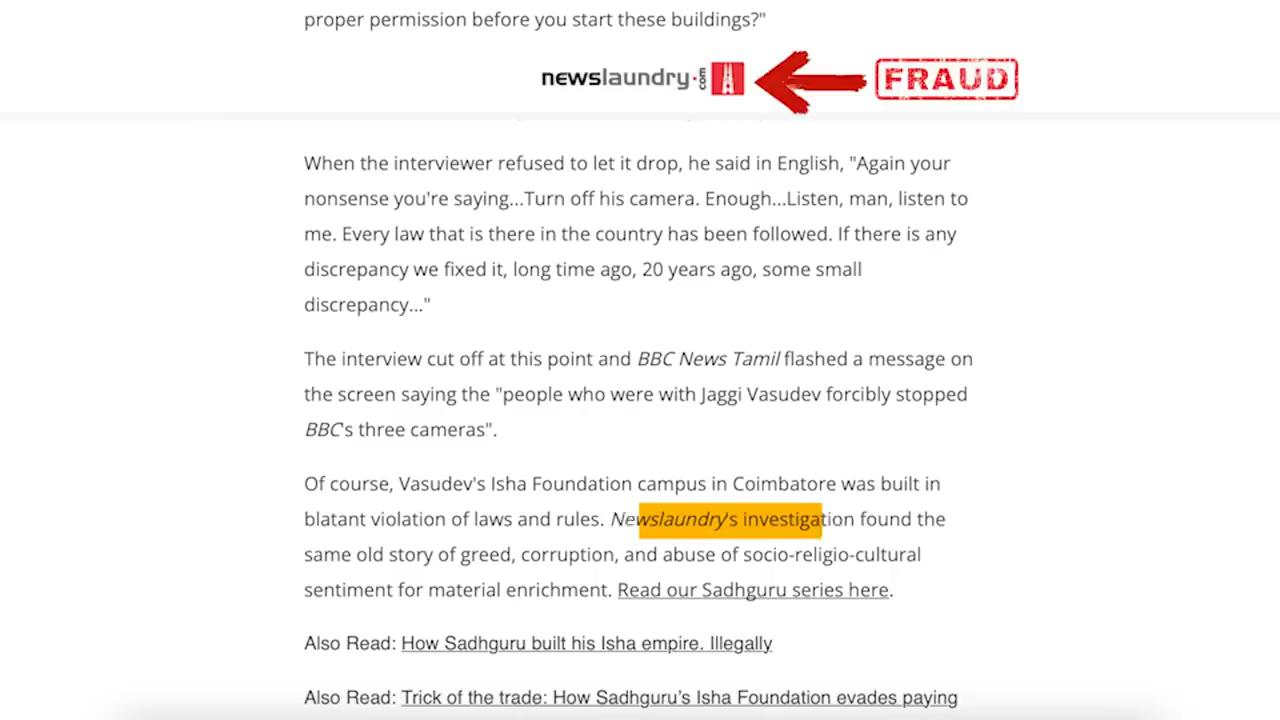 proper permission before you start these buildings?"
newslaundry.com
FRAUD
When the interviewer refused to let it drop, he said in English, "Again your
nonsense you're saying...Turn off his camera. Enough...Listen, man, listen to
me. Every law that is there in the country has been followed. If there is any
discrepancy we fixed it, long time ago, 20 years ago, some small
discrepancy..."
The interview cut off at this point and BBC News Tamil flashed a message on
the screen saying the "people who were with Jaggi Vasudev forcibly stopped
BBC's three cameras".
Of course, Vasudev's Isha Foundation campus in Coimbatore was built in
blatant violation of laws and rules. Newslaundry's investigation found the
same old story of greed, corruption, and abuse of socio-religio-cultural
sentiment for material enrichment. Read our Sadhguru series here.
Also Read: How Sadhguru built his Isha empire. Illegally
Also Read: Trick of the trade: How Sadhguru’s Isha Foundation evades paying